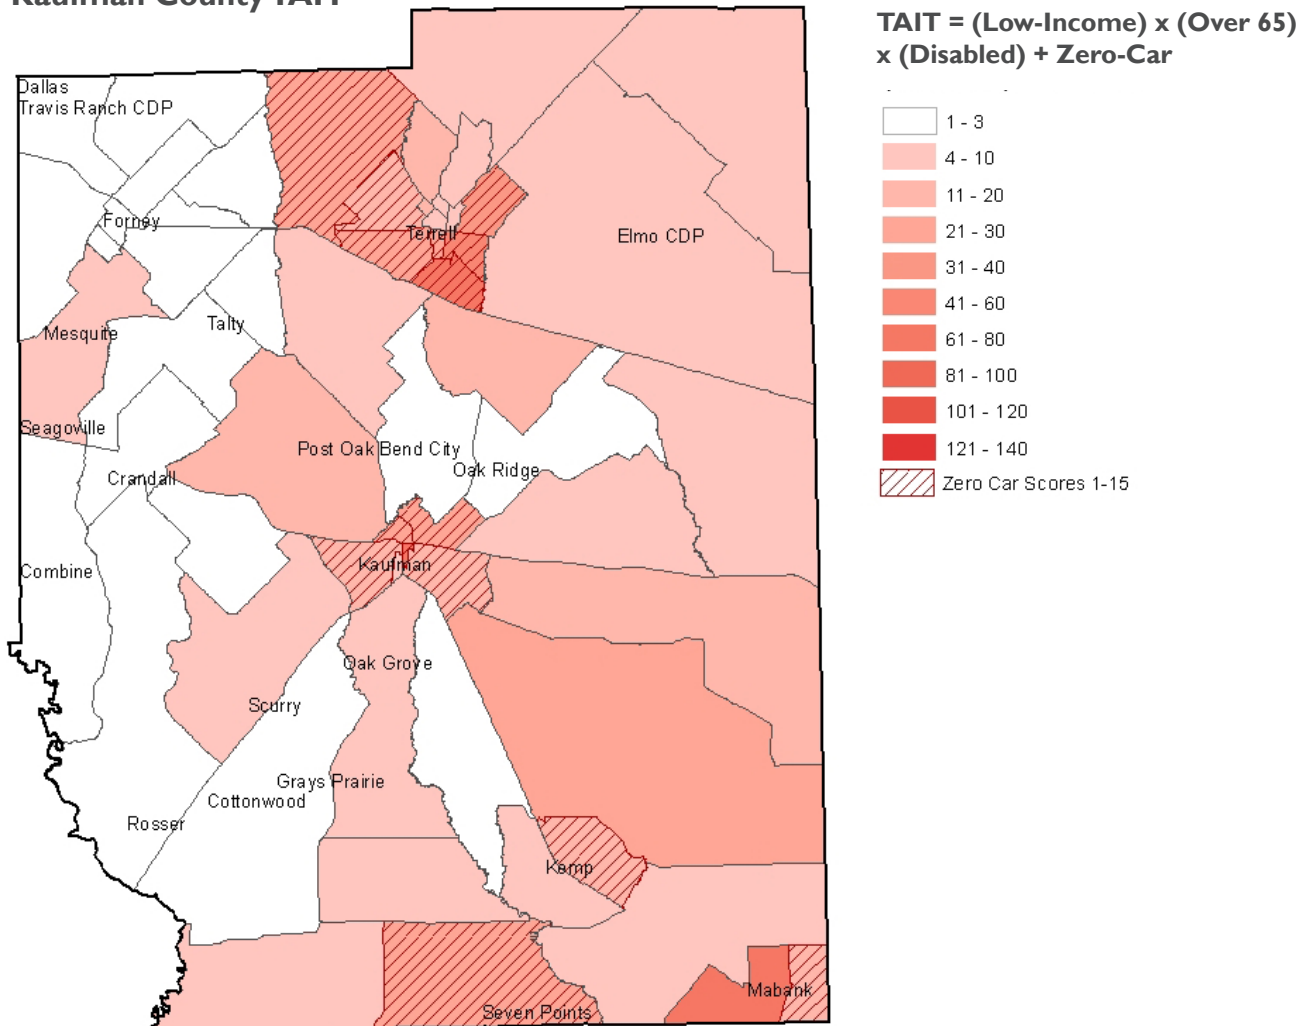 Kaufman County TAIT
TAIT = (Low-Income) x (Over 65)
x (Disabled) + Zero-Car
1 - 3
4 - 10
11 - 20
21 - 30
31 - 40
41 - 60
61 - 80
81 - 100
101 - 120
121 - 140
Zero Car Scores 1-15
Dallas
Travis Ranch CDP
Forney
Terrell
Elmo CDP
Mesquite
Talty
Seagoville
Post Oak Bend City
Oak Ridge
Crandall
Combine
Kaufman
Oak Grove
Scurry
Grays Prairie
Cottonwood
Rosser
Kemp
Mabank
Seven Points